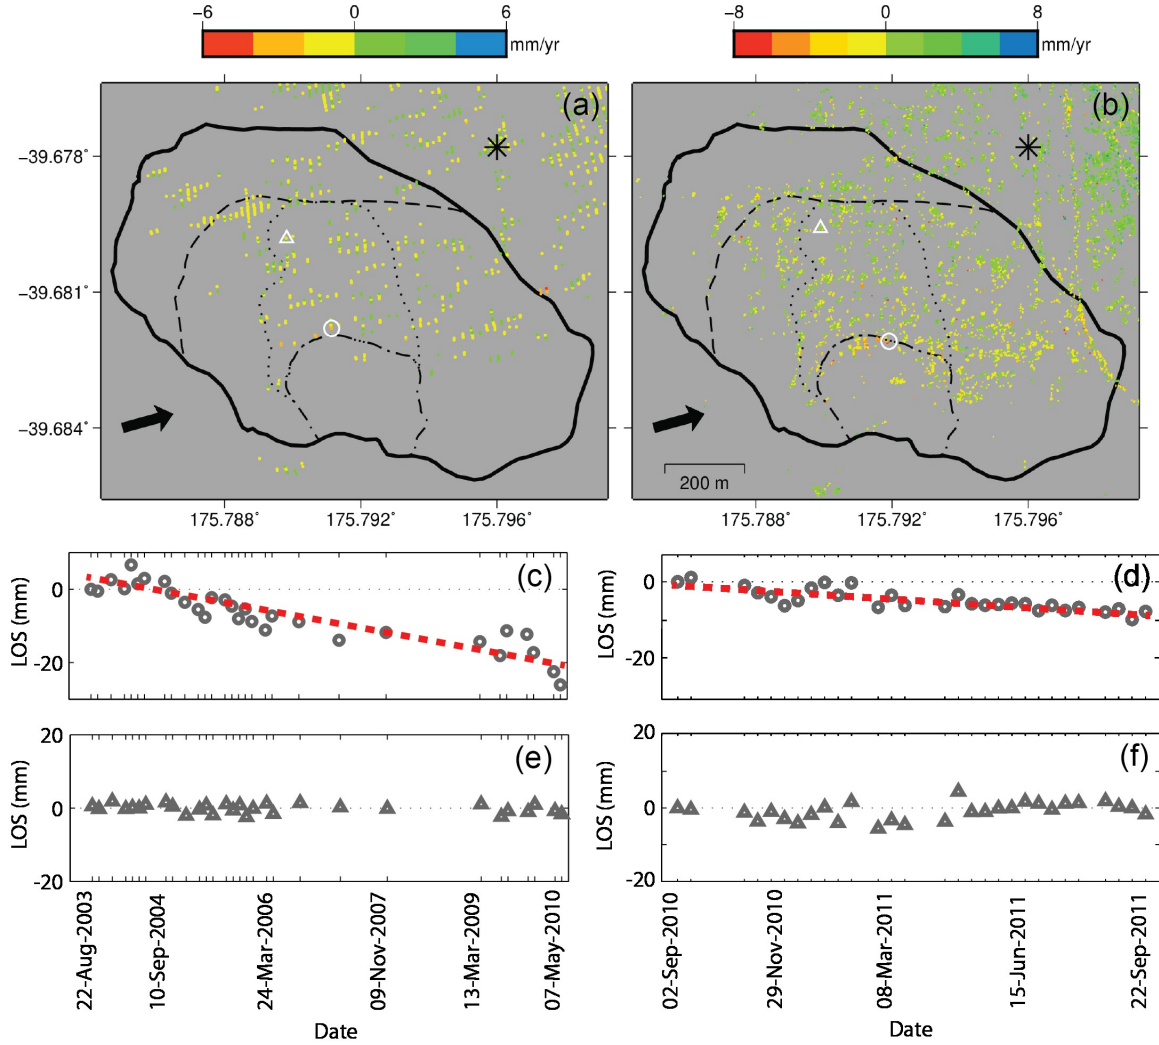 −6 0 6 mm/yr
−8 0 8 mm/yr
(a)
(b)
−39.678°
−39.681°
−39.684°
200 m
175.788° 175.792° 175.796°
175.788° 175.792° 175.796°
(c)
LOS (mm)
0
-20
(d)
LOS (mm)
0
-20
(e)
LOS (mm)
20
0
-20
(f)
LOS (mm)
20
0
-20
22-Aug-2003
10-Sep-2004
24-Mar-2006
09-Nov-2007
13-Mar-2009
07-May-2010
Date
02-Sep-2010
29-Nov-2010
08-Mar-2011
15-Jun-2011
22-Sep-2011
Date